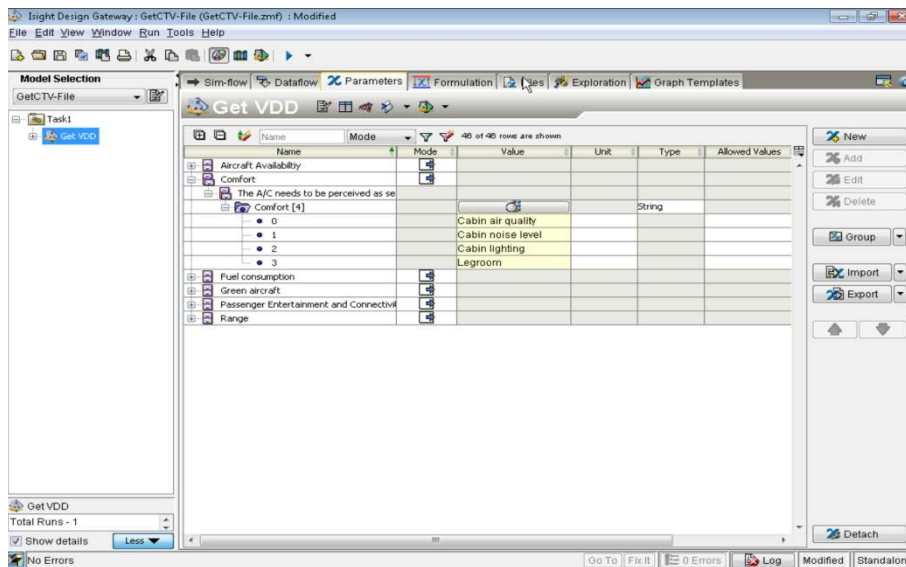 Isight Design Gateway : GetCTV-File (GetCTV-File.zmf) : Modified
File Edit View Window Run Tools Help
Model Selection
GetCTV-File
Task1
Get VDD
Sim-flow Dataflow Parameters Formulation Exploration Graph Templates
Get VDD
Name Mode 46 of 46 rows are shown
Name Mode Value Unit Type Allowed Values
Aircraft Availabiltiy
Comfort
The A/C needs to be perceived as se
Comfort [4] String
0 Cabin air quality
1 Cabin noise level
2 Cabin lighting
3 Legroom
Fuel consumption
Green aircraft
Passenger Entertainment and Connectivit
Range
New
Add
Edit
Delete
Group
Import
Export
Detach
Get VDD
Total Runs - 1
Show details Less
No Errors Go To Fix It 0 Errors Log Modified Standalon